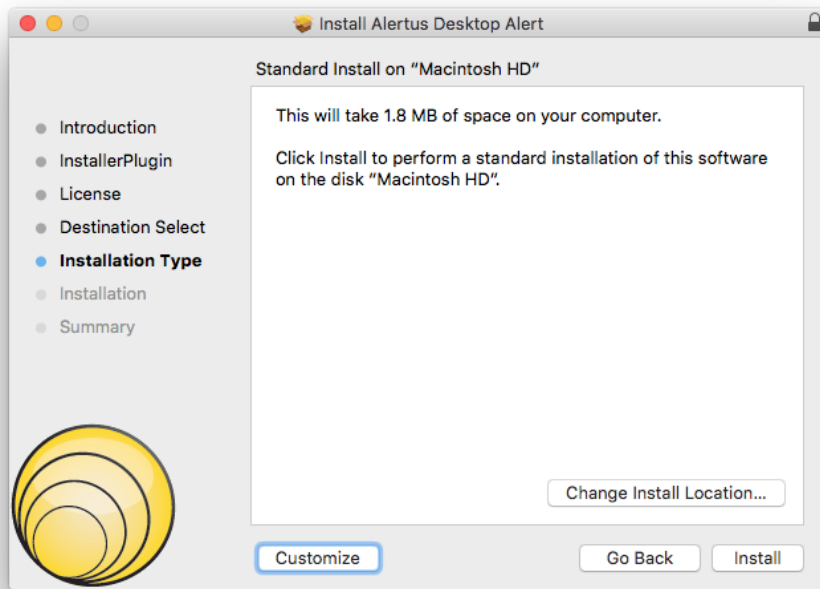 Install Alertus Desktop Alert
Standard Install on “Macintosh HD”
Introduction
InstallerPlugin
License
Destination Select
Installation Type
Installation
Summary
This will take 1.8 MB of space on your computer.
Click Install to perform a standard installation of this software
on the disk “Macintosh HD”.
Change Install Location...
Customize
Go Back
Install